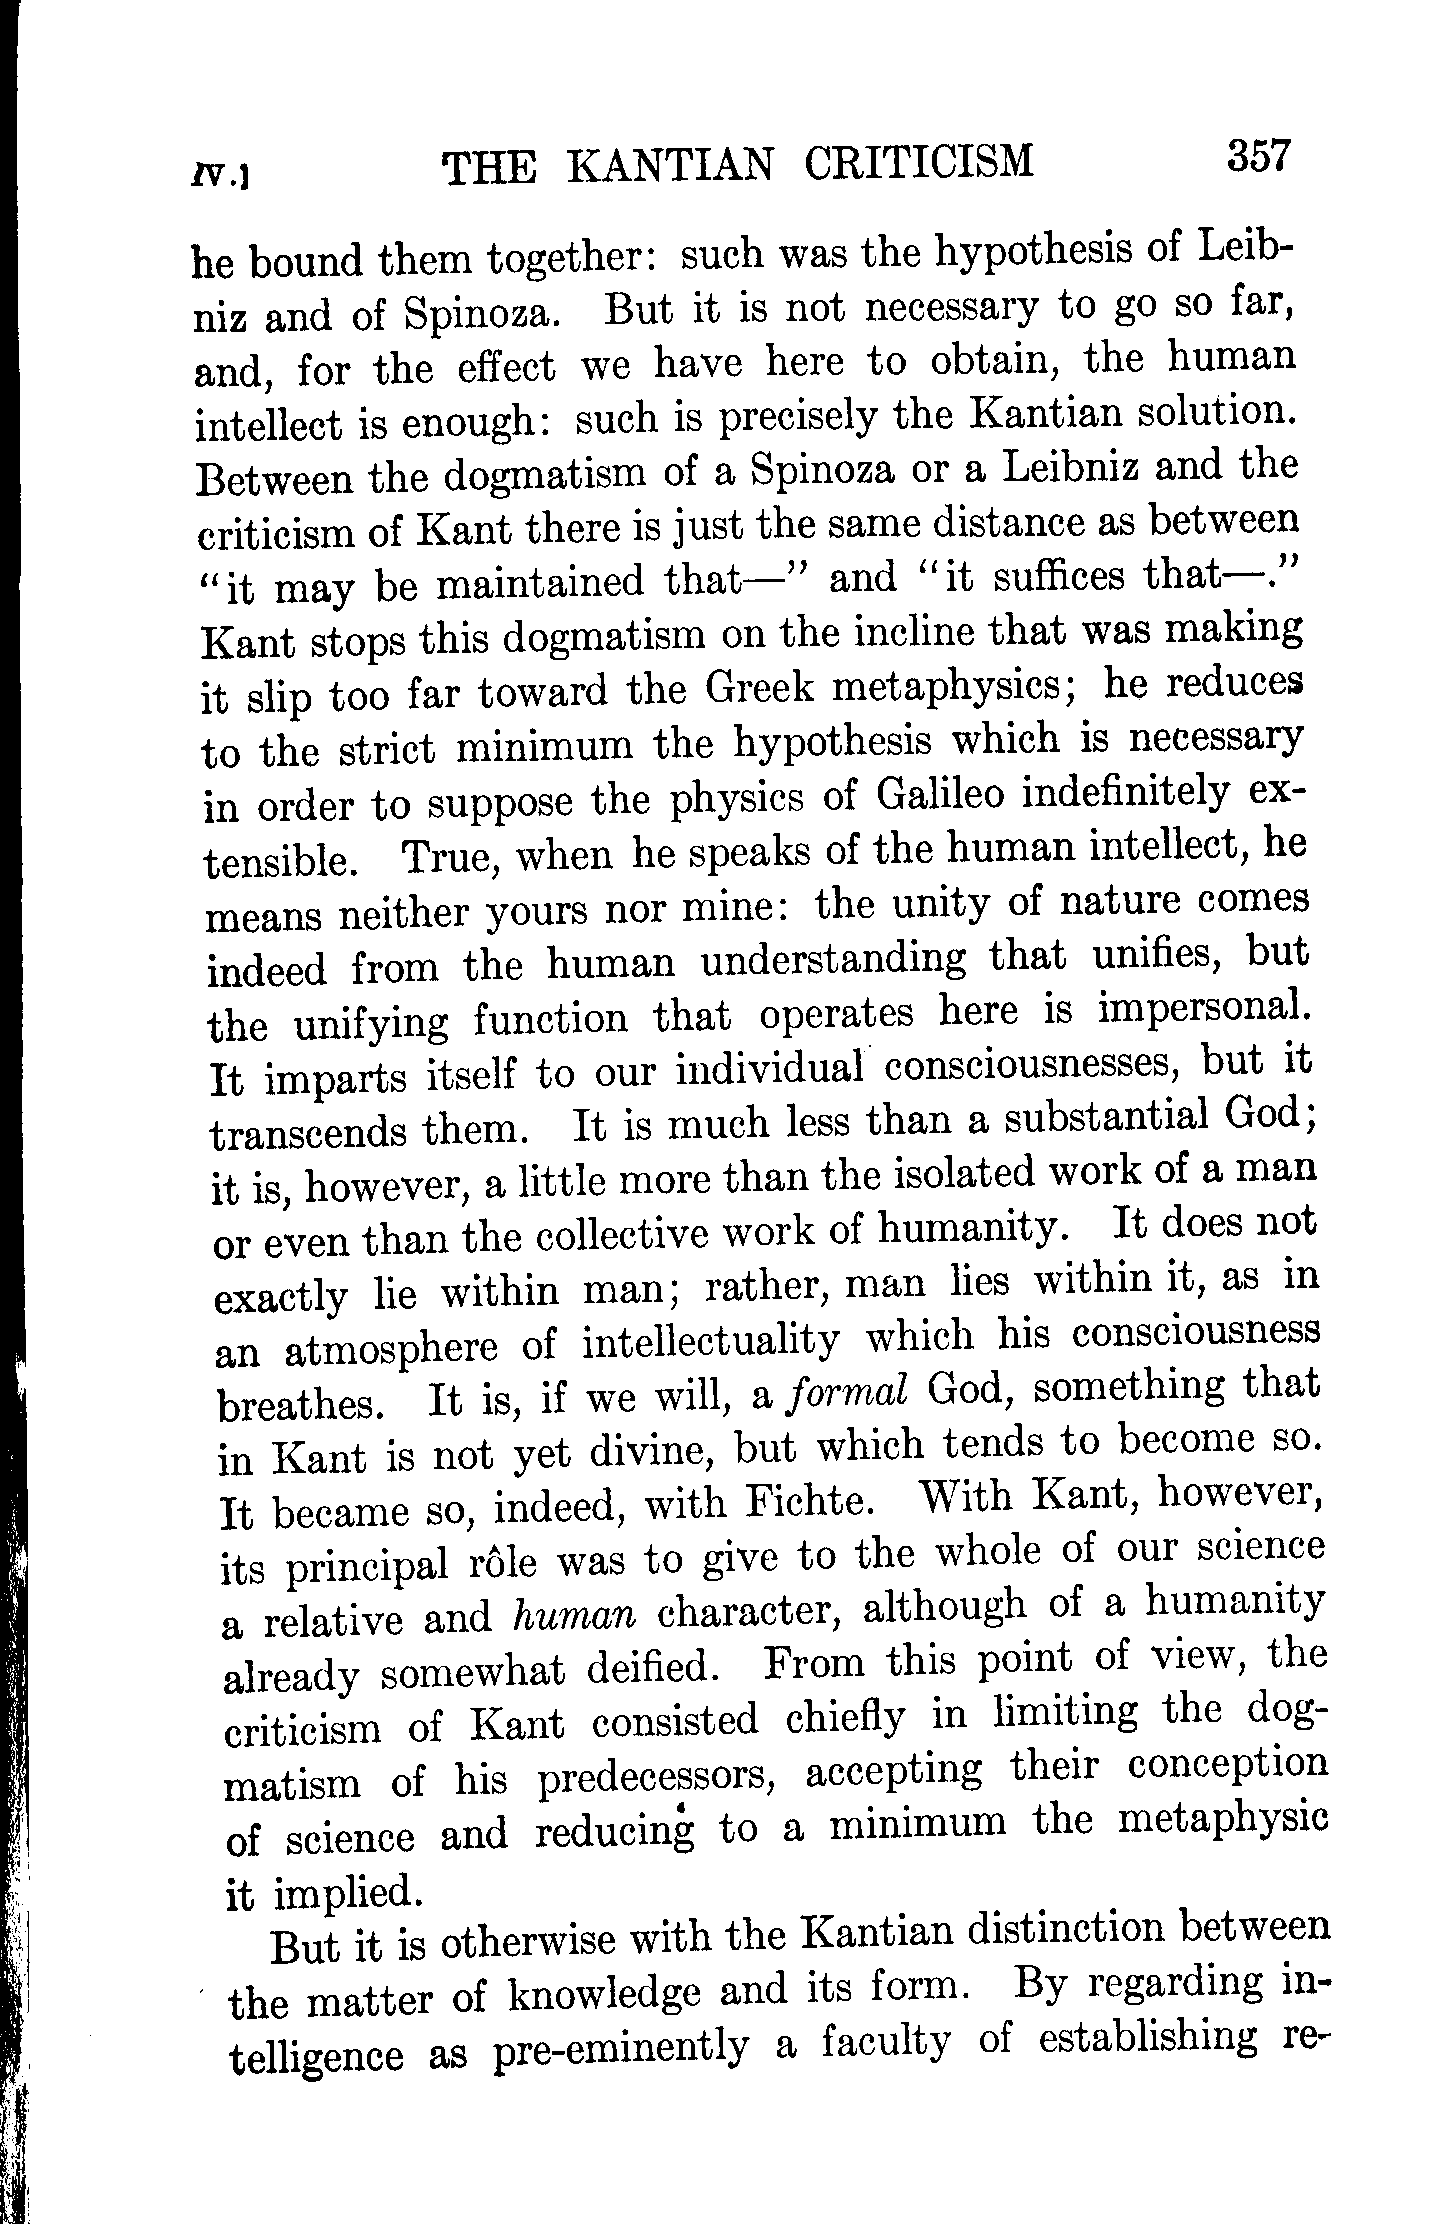 IV.] THE KANTIAN CRITICISM 357
he bound them together: such was the hypothesis of Leib-
niz and of Spinoza. But it is not necessary to go so far,
and, for the effect we have here to obtain, the human
intellect is enough: such is precisely the Kantian solution.
Between the dogmatism of a Spinoza or a Leibniz and the
criticism of Kant there is just the same distance as between
"it may be maintained that—" and "it suffices that—."
Kant stops this dogmatism on the incline that was making
it slip too far toward the Greek metaphysics; he reduces
to the strict minimum the hypothesis which is necessary
in order to suppose the physics of Galileo indefinitely ex-
tensible. True, when he speaks of the human intellect, he
means neither yours nor mine: the unity of nature comes
indeed from the human understanding that unifies, but
the unifying function that operates here is impersonal.
It imparts itself to our individual consciousnesses, but it
transcends them. It is much less than a substantial God;
it is, however, a little more than the isolated work of a man
or even than the collective work of humanity. It does not
exactly lie within man; rather, man lies within it, as in
an atmosphere of intellectuality which his consciousness
breathes. It is, if we will, a formal God, something that
in Kant is not yet divine, but which tends to become so.
It became so, indeed, with Fichte. With Kant, however,
its principal rôle was to give to the whole of our science
a relative and human character, although of a humanity
already somewhat deified. From this point of view, the
criticism of Kant consisted chiefly in limiting the dog-
matism of his predecessors, accepting their conception
of science and reducing to a minimum the metaphysic
it implied.
But it is otherwise with the Kantian distinction between
the matter of knowledge and its form. By regarding in-
telligence as pre-eminently a faculty of establishing re-